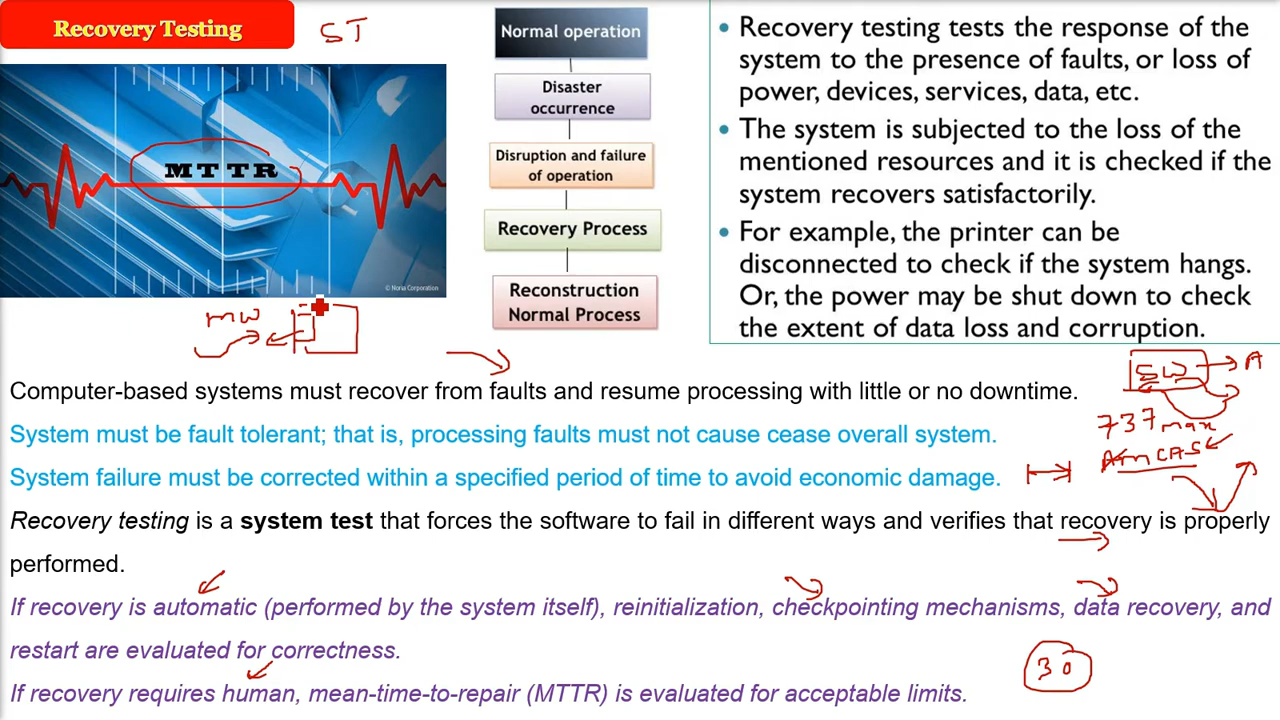 Recovery Testing
ST
MTTR
© Noria Corporation
Normal operation
Disaster
occurrence
Disruption and failure
of operation
Recovery Process
Reconstruction
Normal Process
• Recovery testing tests the response of the
system to the presence of faults, or loss of
power, devices, services, data, etc.
• The system is subjected to the loss of the
mentioned resources and it is checked if the
system recovers satisfactorily.
• For example, the printer can be
disconnected to check if the system hangs.
Or, the power may be shut down to check
the extent of data loss and corruption.
mw
SW
A
Computer-based systems must recover from faults and resume processing with little or no downtime.
737 max
System must be fault tolerant; that is, processing faults must not cause cease overall system.
AmCAS
System failure must be corrected within a specified period of time to avoid economic damage.
Recovery testing is a system test that forces the software to fail in different ways and verifies that recovery is properly
performed.
If recovery is automatic (performed by the system itself), reinitialization, checkpointing mechanisms, data recovery, and
restart are evaluated for correctness.
30
If recovery requires human, mean-time-to-repair (MTTR) is evaluated for acceptable limits.